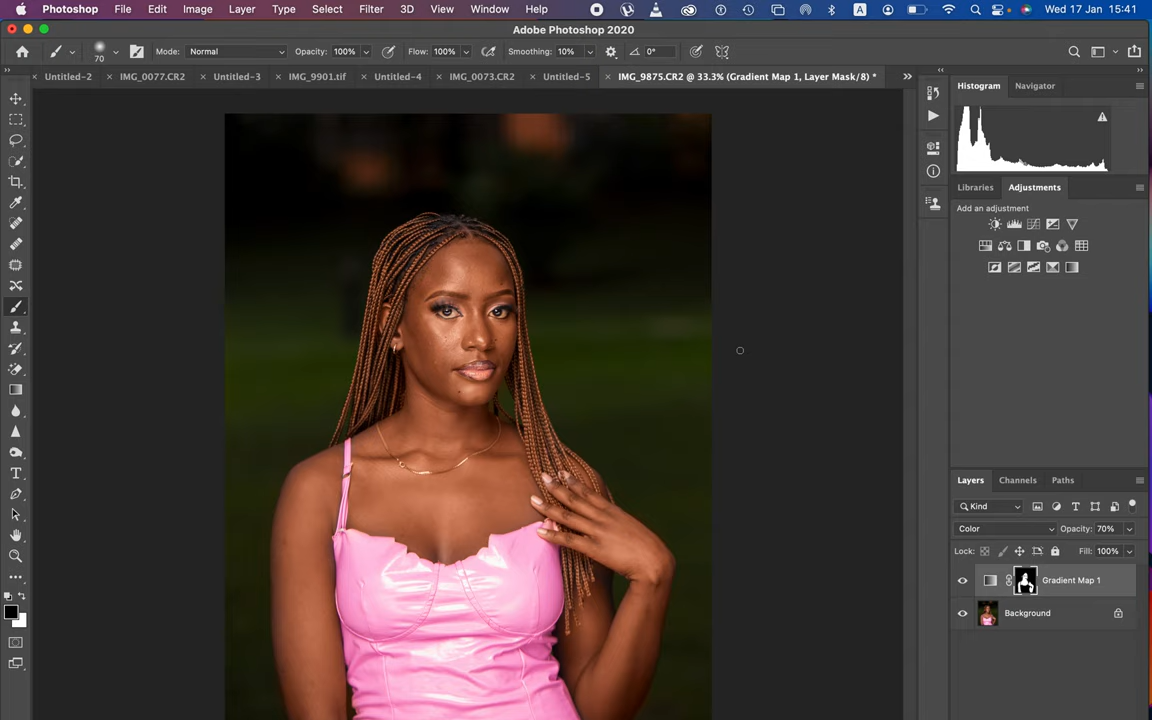 Photoshop File Edit Image Layer Type Select Filter 3D View Window Help A Wed 17 Jan 15:41
Adobe Photoshop 2020
70 Mode: Normal Opacity: 100% Flow: 100% Smoothing: 10% 0°
Untitled-2 IMG_0077.CR2 Untitled-3 IMG_9901.tif Untitled-4 IMG_0073.CR2 Untitled-5 IMG_9875.CR2 @ 33.3% (Gradient Map 1, Layer Mask/8) *
Histogram Navigator
Libraries Adjustments
Add an adjustment
Layers Channels Paths
Kind
Color Opacity: 70%
Lock: Fill: 100%
Gradient Map 1
Background